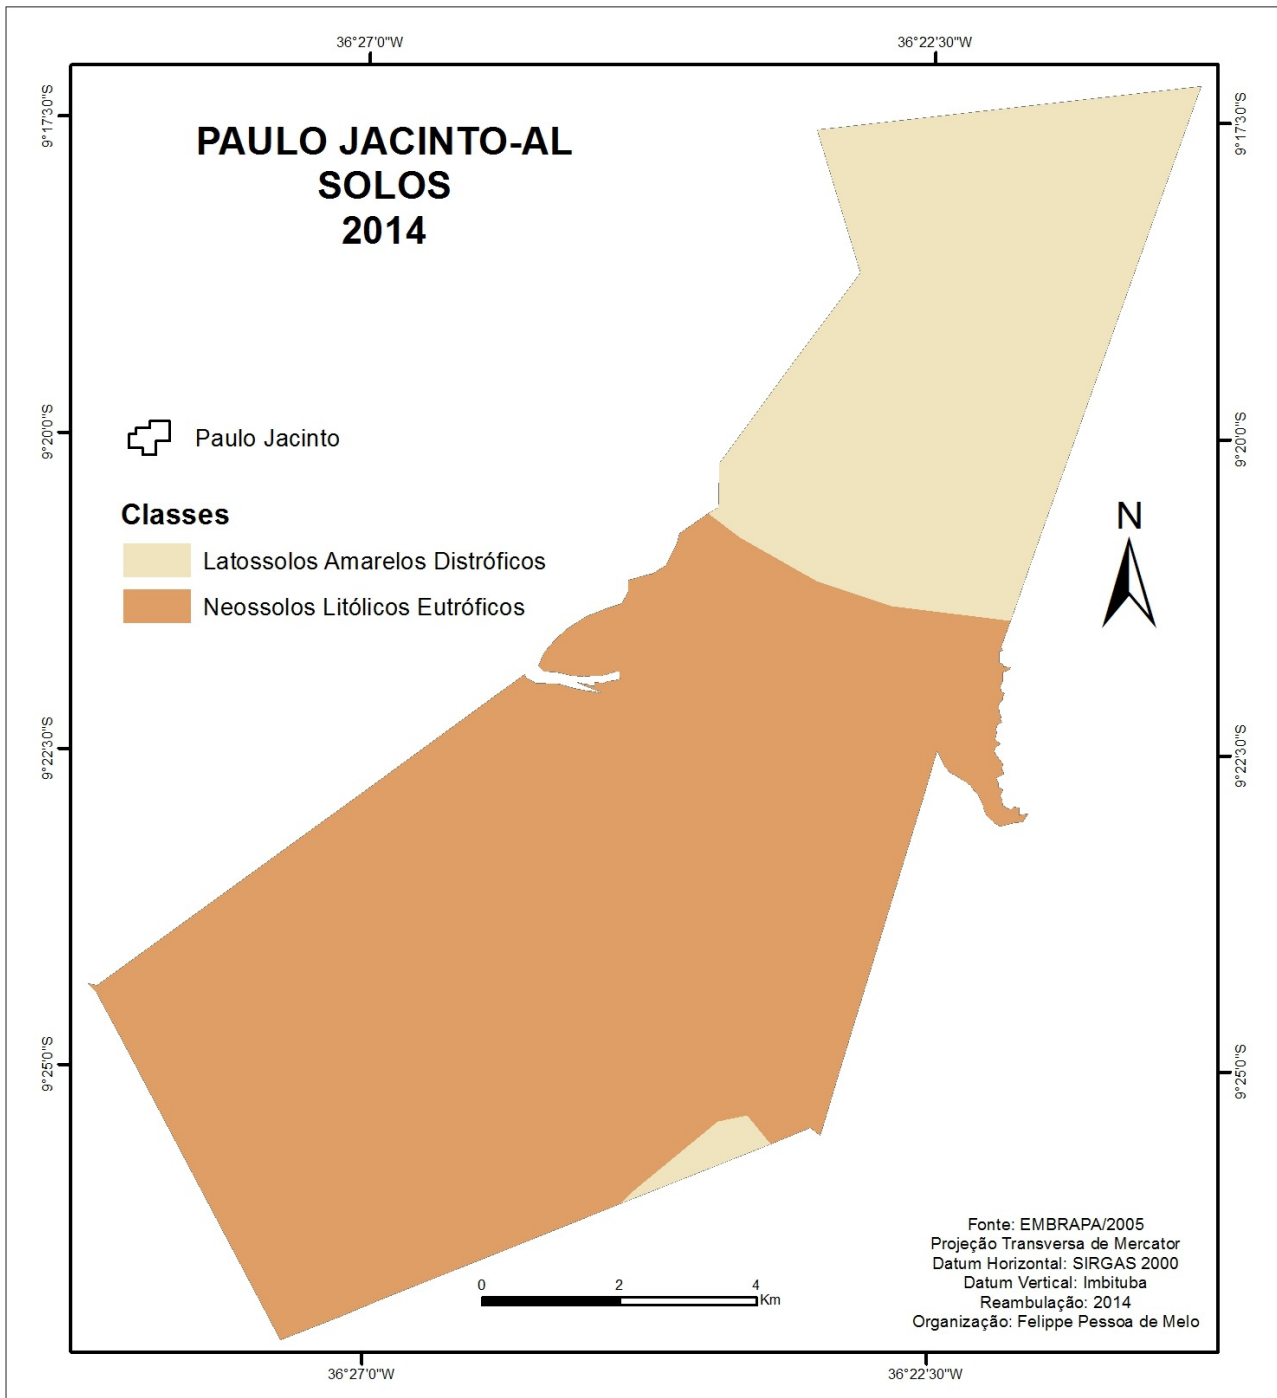 36°27'0"W
36°22'30"W
9°17'30"S
9°17'30"S
PAULO JACINTO-AL
SOLOS
2014
9°20'0"S
9°20'0"S
Paulo Jacinto
Classes
Latossolos Amarelos Distróficos
Neossolos Litólicos Eutróficos
N
9°22'30"S
9°22'30"S
9°25'0"S
9°25'0"S
0 2 4
Km
Fonte: EMBRAPA/2005
Projeção Transversa de Mercator
Datum Horizontal: SIRGAS 2000
Datum Vertical: Imbituba
Reambulação: 2014
Organização: Felippe Pessoa de Melo
36°27'0"W
36°22'30"W